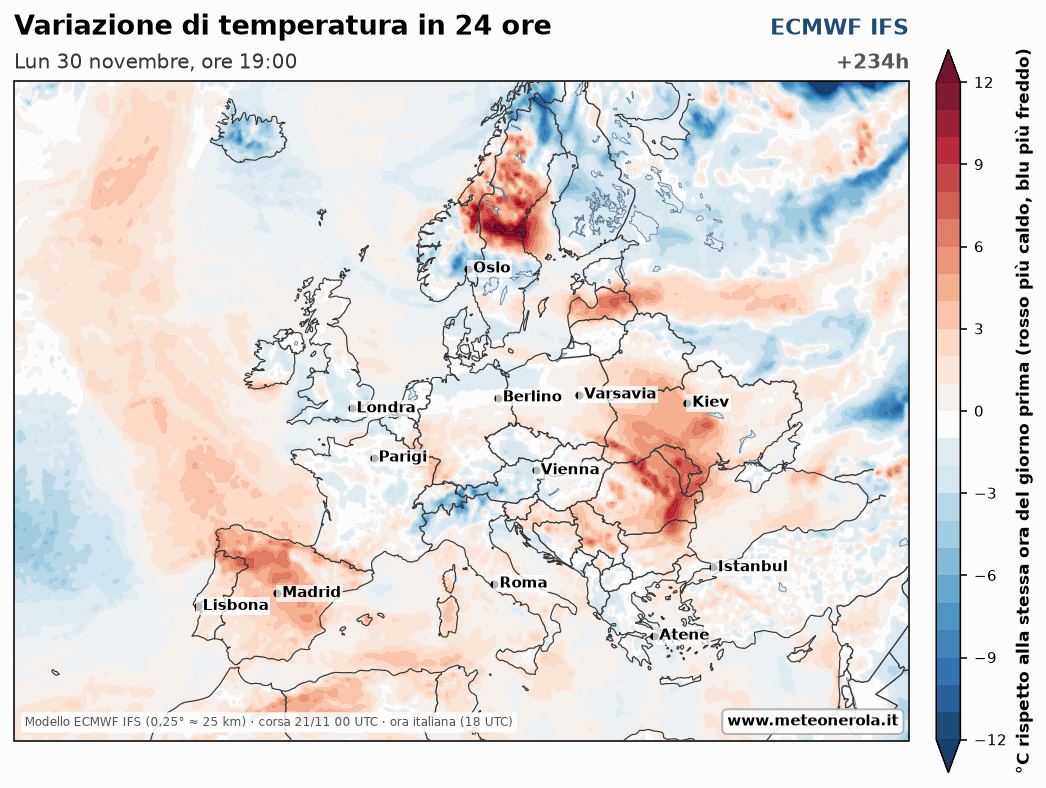 Variazione di temperatura in 24 ore
ECMWF IFS
Lun 30 novembre, ore 19:00
+234h
Oslo
Londra
Berlino
Varsavia
Kiev
Parigi
Vienna
Madrid
Lisbona
Roma
Istanbul
Atene
Modello ECMWF IFS (0,25° ≈ 25 km) · corsa 21/11 00 UTC · ora italiana (18 UTC)
www.meteonerola.it
12
9
6
3
0
−3
−6
−9
−12
°C rispetto alla stessa ora del giorno prima (rosso più caldo, blu più freddo)